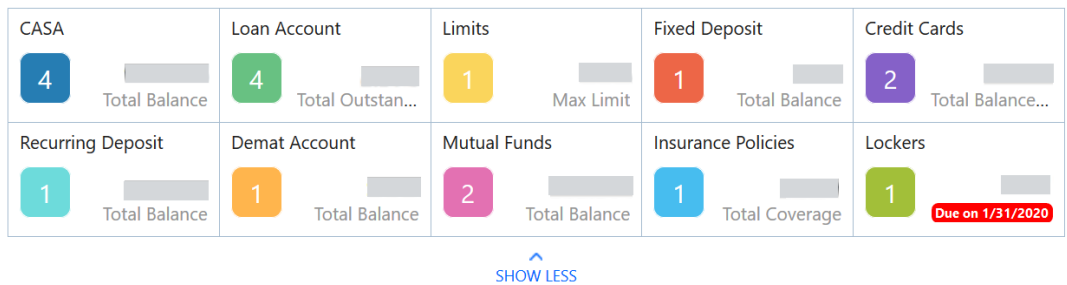 CASA
4
Total Balance
Loan Account
4
Total Outstan...
Limits
1
Max Limit
Fixed Deposit
1
Total Balance
Credit Cards
2
Total Balance...
Recurring Deposit
1
Total Balance
Demat Account
1
Total Balance
Mutual Funds
2
Total Balance
Insurance Policies
1
Total Coverage
Lockers
1
Due on 1/31/2020
SHOW LESS